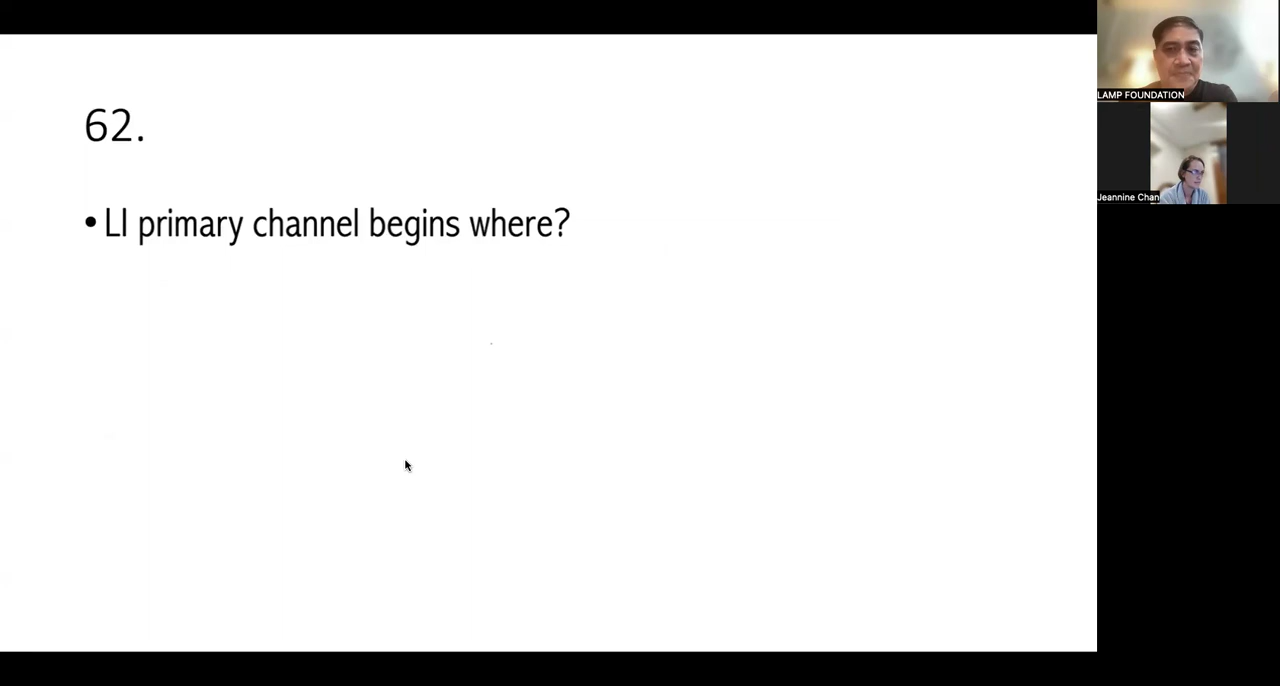 62.
• LI primary channel begins where?
LAMP FOUNDATION
Jeannine Chan